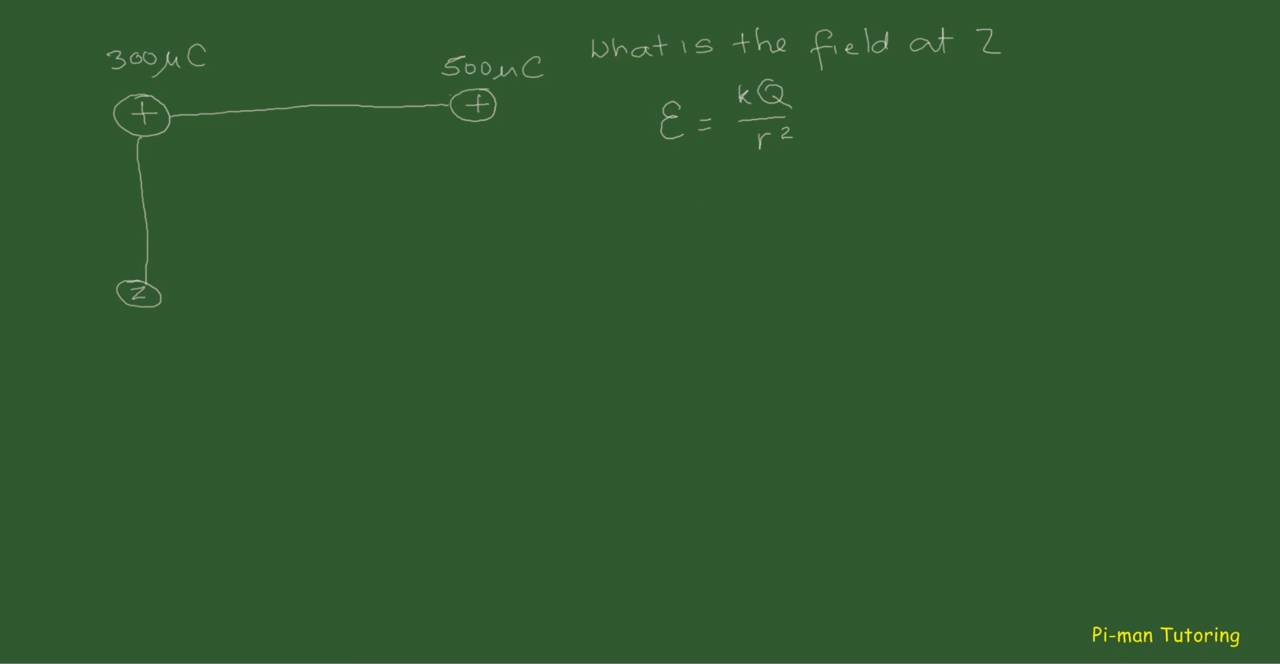 300μC
500μC
What is the field at Z
+
+
Ɛ = kQ / r²
Z
Pi-man Tutoring